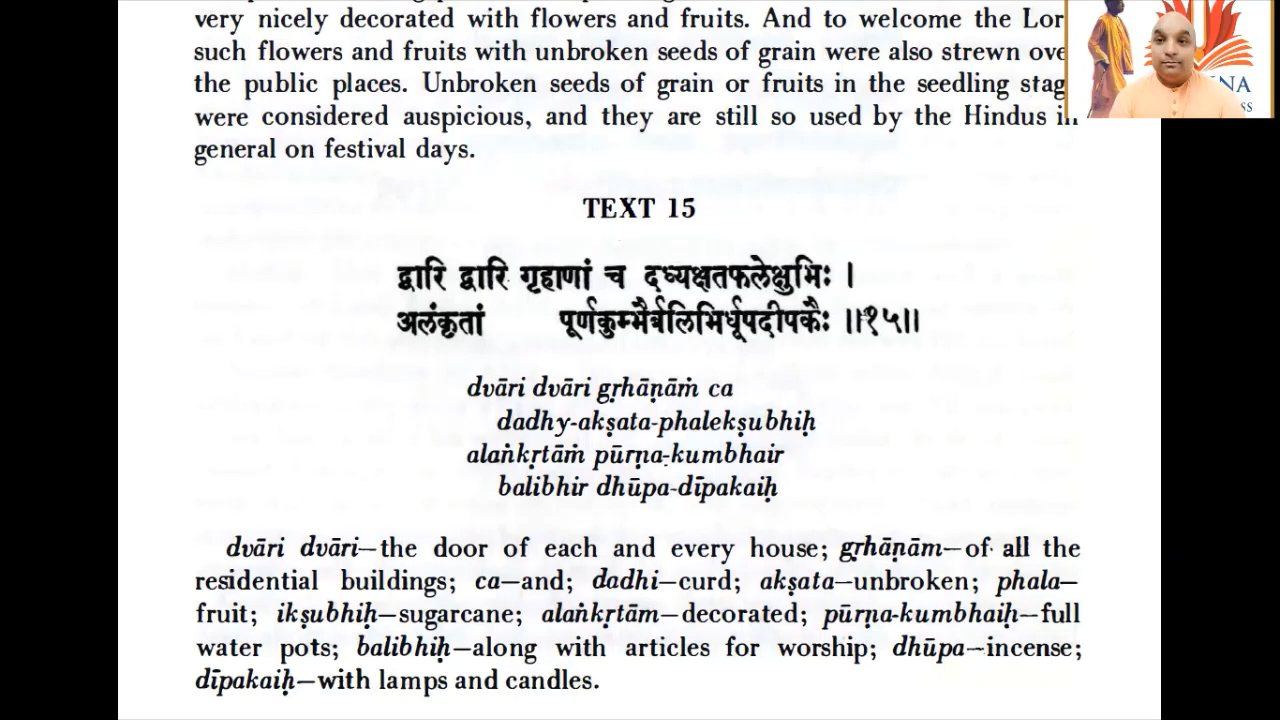 very nicely decorated with flowers and fruits. And to welcome the Lor
such flowers and fruits with unbroken seeds of grain were also strewn ove
the public places. Unbroken seeds of grain or fruits in the seedling stag
were considered auspicious, and they are still so used by the Hindus in
general on festival days.
TEXT 15
द्वारि द्वारि गृहाणां च दध्यक्षतफलेक्षुभिः ।
अलंकृतां पूर्णकुम्भैर्बलिभिर्धूपदीपकैः ॥१५॥
dvāri dvāri gṛhāṇāṁ ca
dadhy-akṣata-phalekṣubhiḥ
alaṅkṛtāṁ pūrṇa-kumbhair
balibhir dhūpa-dīpakaiḥ
dvāri dvāri—the door of each and every house; gṛhāṇām—of all the
residential buildings; ca—and; dadhi—curd; akṣata—unbroken; phala—
fruit; ikṣubhiḥ—sugarcane; alaṅkṛtām—decorated; pūrṇa-kumbhaiḥ—full
water pots; balibhiḥ—along with articles for worship; dhūpa—incense;
dīpakaiḥ—with lamps and candles.